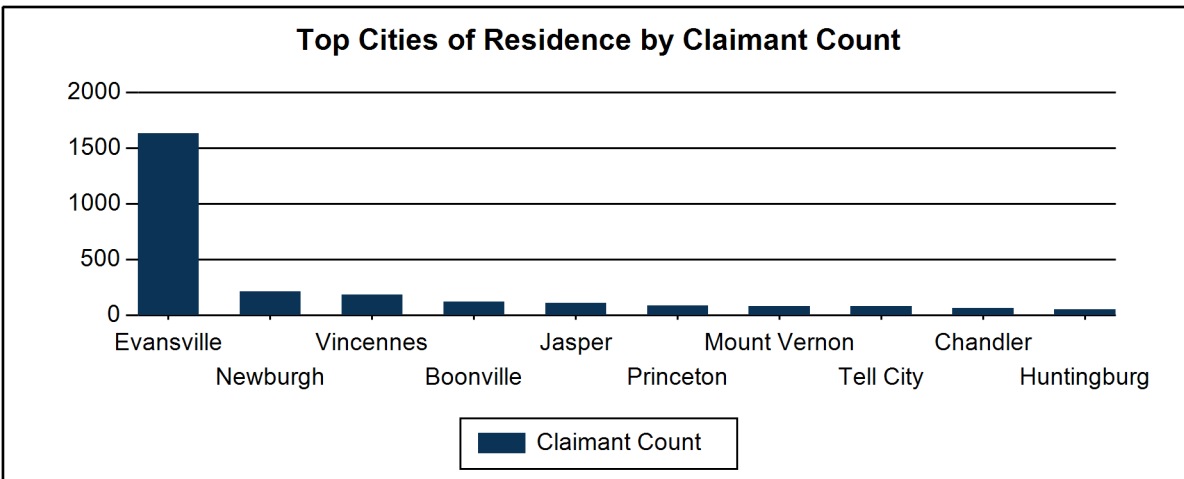 Top Cities of Residence by Claimant Count
2000
1500
1000
500
0
Evansville Vincennes Jasper Mount Vernon Chandler
Newburgh Boonville Princeton Tell City Huntingburg
Claimant Count